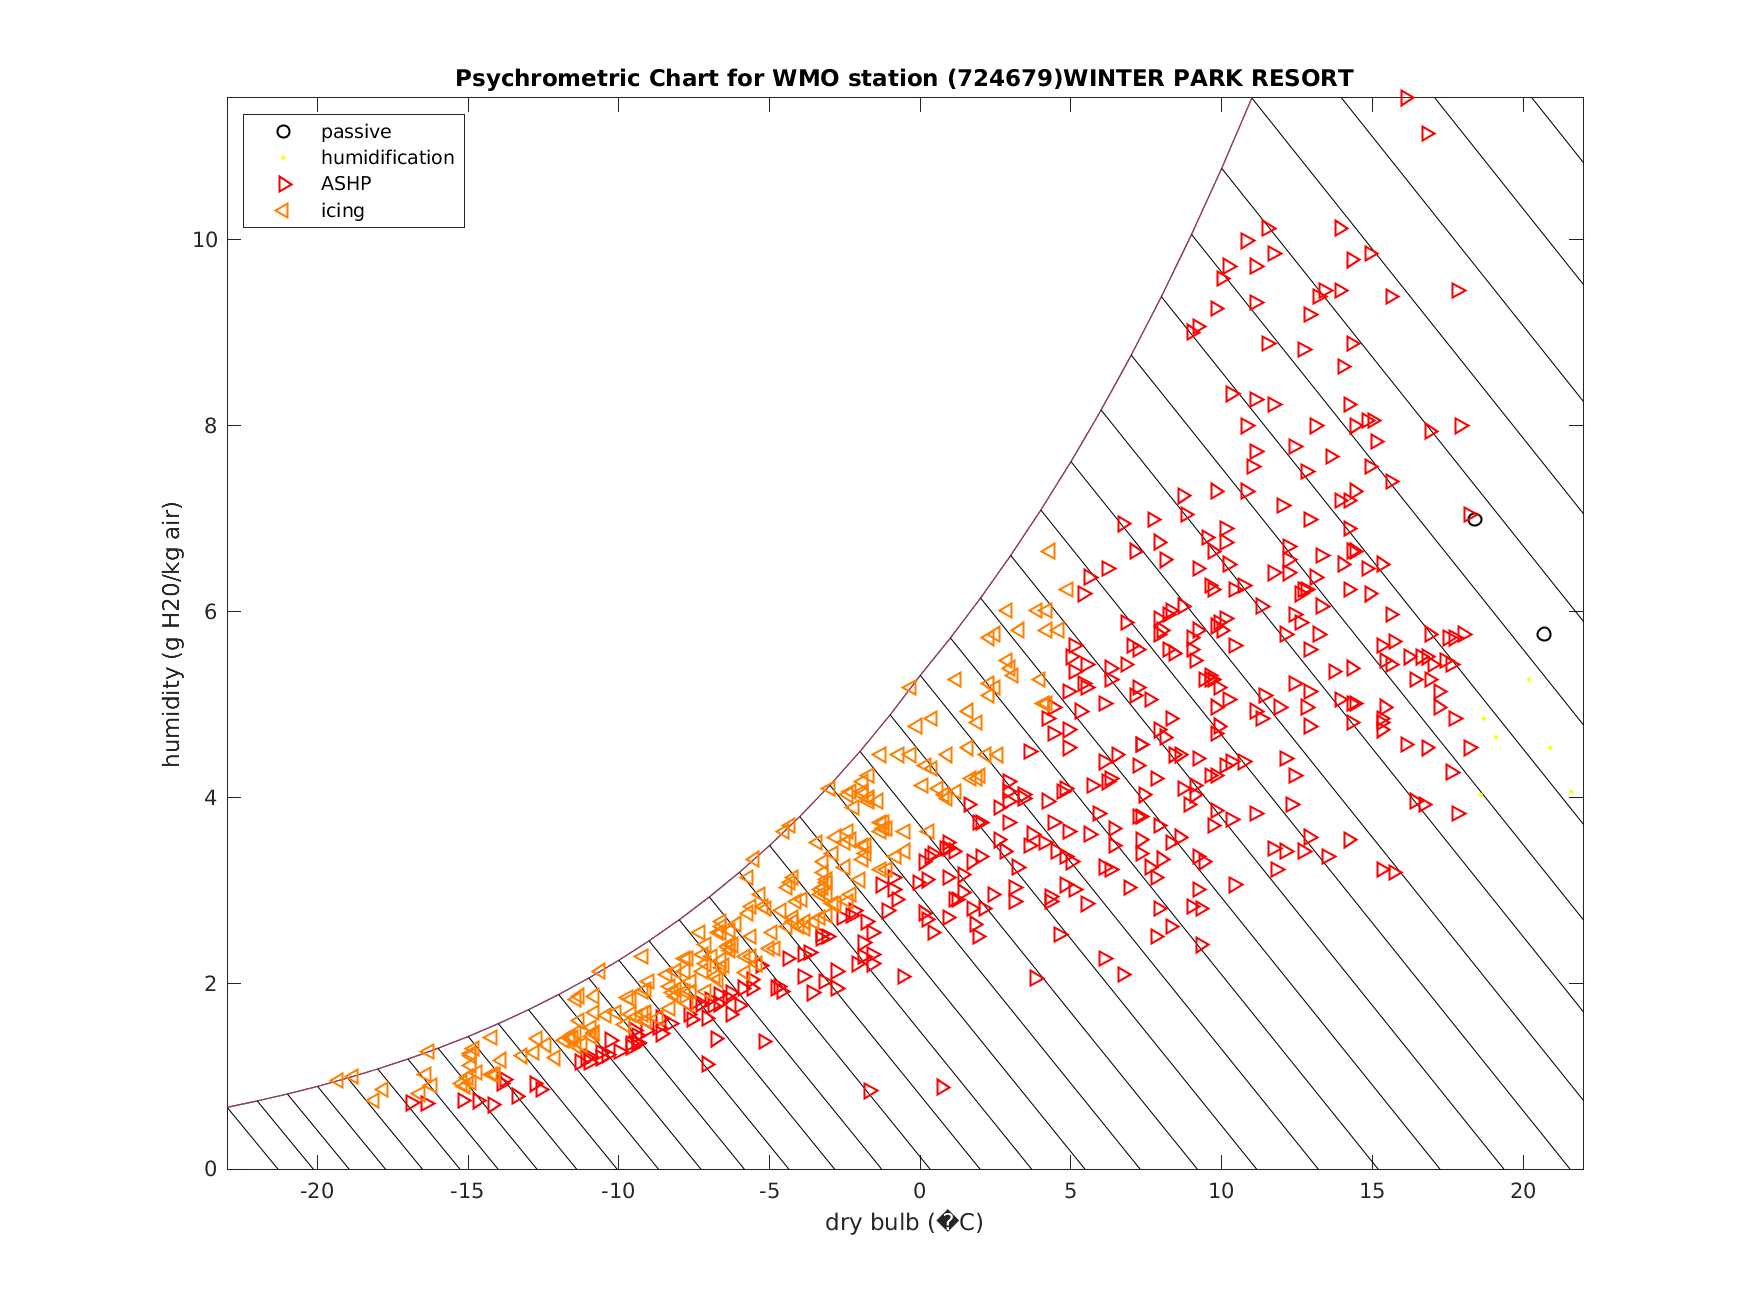 Psychrometric Chart for WMO station (724679)WINTER PARK RESORT
passive
humidification
ASHP
icing
10
8
6
4
2
0
humidity (g H20/kg air)
-20 -15 -10 -5 0 5 10 15 20
dry bulb (�C)